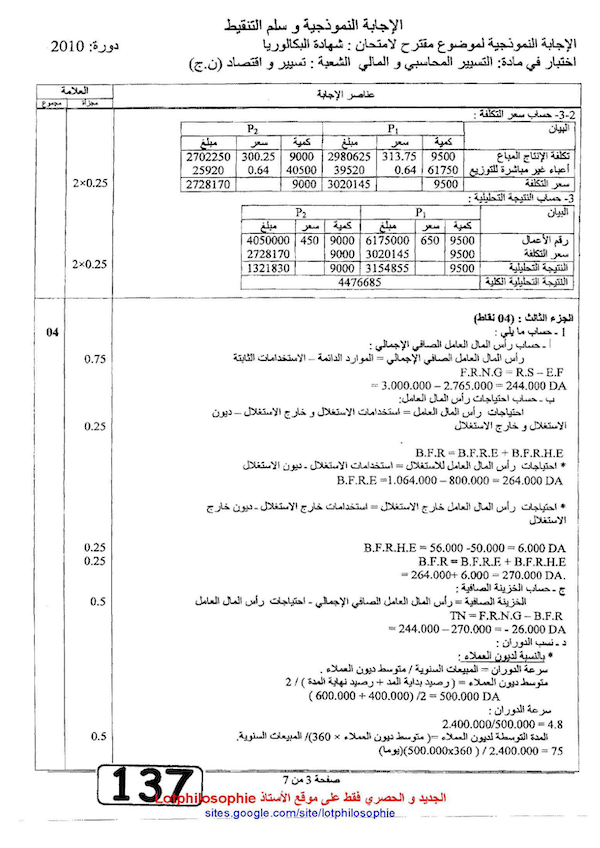 الإجابة النموذجية و سلم التنقيط
الإجابة النموذجية لموضوع مقترح لامتحان : شهادة البكالوريا دورة: 2010
اختبار في مادة: التسيير المحاسبي و المالي الشعبة : تسيير و اقتصاد (ن.ج)
عناصر الإجابة العلامة
مجزأة مجموع
3-2- حساب سعر التكلفة :
البيان P1 P2
كمية سعر مبلغ كمية سعر مبلغ
تكلفة الإنتاج المباع 9500 313.75 2980625 9000 300.25 2702250
أعباء غير مباشرة للتوزيع 61750 0.64 39520 40500 0.64 25920
سعر التكلفة 9500 3020145 9000 2728170
2×0.25
3- حساب النتيجة التحليلية :
البيان P1 P2
كمية سعر مبلغ كمية سعر مبلغ
رقم الأعمال 9500 650 6175000 9000 450 4050000
سعر التكلفة 9500 3020145 9000 2728170
النتيجة التحليلية 9500 3154855 9000 1321830
2×0.25
النتيجة التحليلية الكلية 4476685
الجزء الثالث : (04 نقاط)
1 - حساب ما يلي : 04
أ - حساب رأس المال العامل الصافي الإجمالي :
رأس المال العامل الصافي الإجمالي = الموارد الدائمة – الاستخدامات الثابتة 0.75
F.R.N.G = R.S – E.F
= 3.000.000 – 2.765.000 = 244.000 DA
ب - حساب احتياجات رأس المال العامل:
احتياجات رأس المال العامل = استخدامات الاستغلال و خارج الاستغلال – ديون
الاستغلال و خارج الاستغلال 0.25
B.F.R = B.F.R.E + B.F.R.H.E
* احتياجات رأس المال العامل للاستغلال = استخدامات الاستغلال - ديون الاستغلال
B.F.R.E =1.064.000 – 800.000 = 264.000 DA
* احتياجات رأس المال العامل خارج الاستغلال = استخدامات خارج الاستغلال - ديون خارج
الاستغلال
B.F.R.H.E = 56.000 -50.000 = 6.000 DA 0.25
B.F.R = B.F.R.E + B.F.R.H.E 0.25
= 264.000+ 6.000 = 270.000 DA.
ج - حساب الخزينة الصافية :
الخزينة الصافية = رأس المال العامل الصافي الإجمالي - احتياجات رأس المال العامل 0.5
TN = F.R.N.G – B.F.R
= 244.000 – 270.000 = - 26.000 DA
د - نسب الدوران :
* بالنسبة لديون العملاء :
سرعة الدوران = المبيعات السنوية / متوسط ديون العملاء .
متوسط ديون العملاء = ( رصيد بداية المد + رصيد نهاية المدة ) / 2
( 600.000 + 400.000) /2 = 500.000 DA
سرعة الدوران :
2.400.000/500.000 = 4.8
المدة التوسطة لديون العملاء =( متوسط ديون العملاء × 360)/ المبيعات السنوية. 0.5
(500.000x360 ) / 2.400.000 = 75 (يوما)
صفحة 3 من 7
137
الجديد و الحصري فقط على موقع الأستاذ Lotphilosophie
sites.google.com/site/lotphilosophie